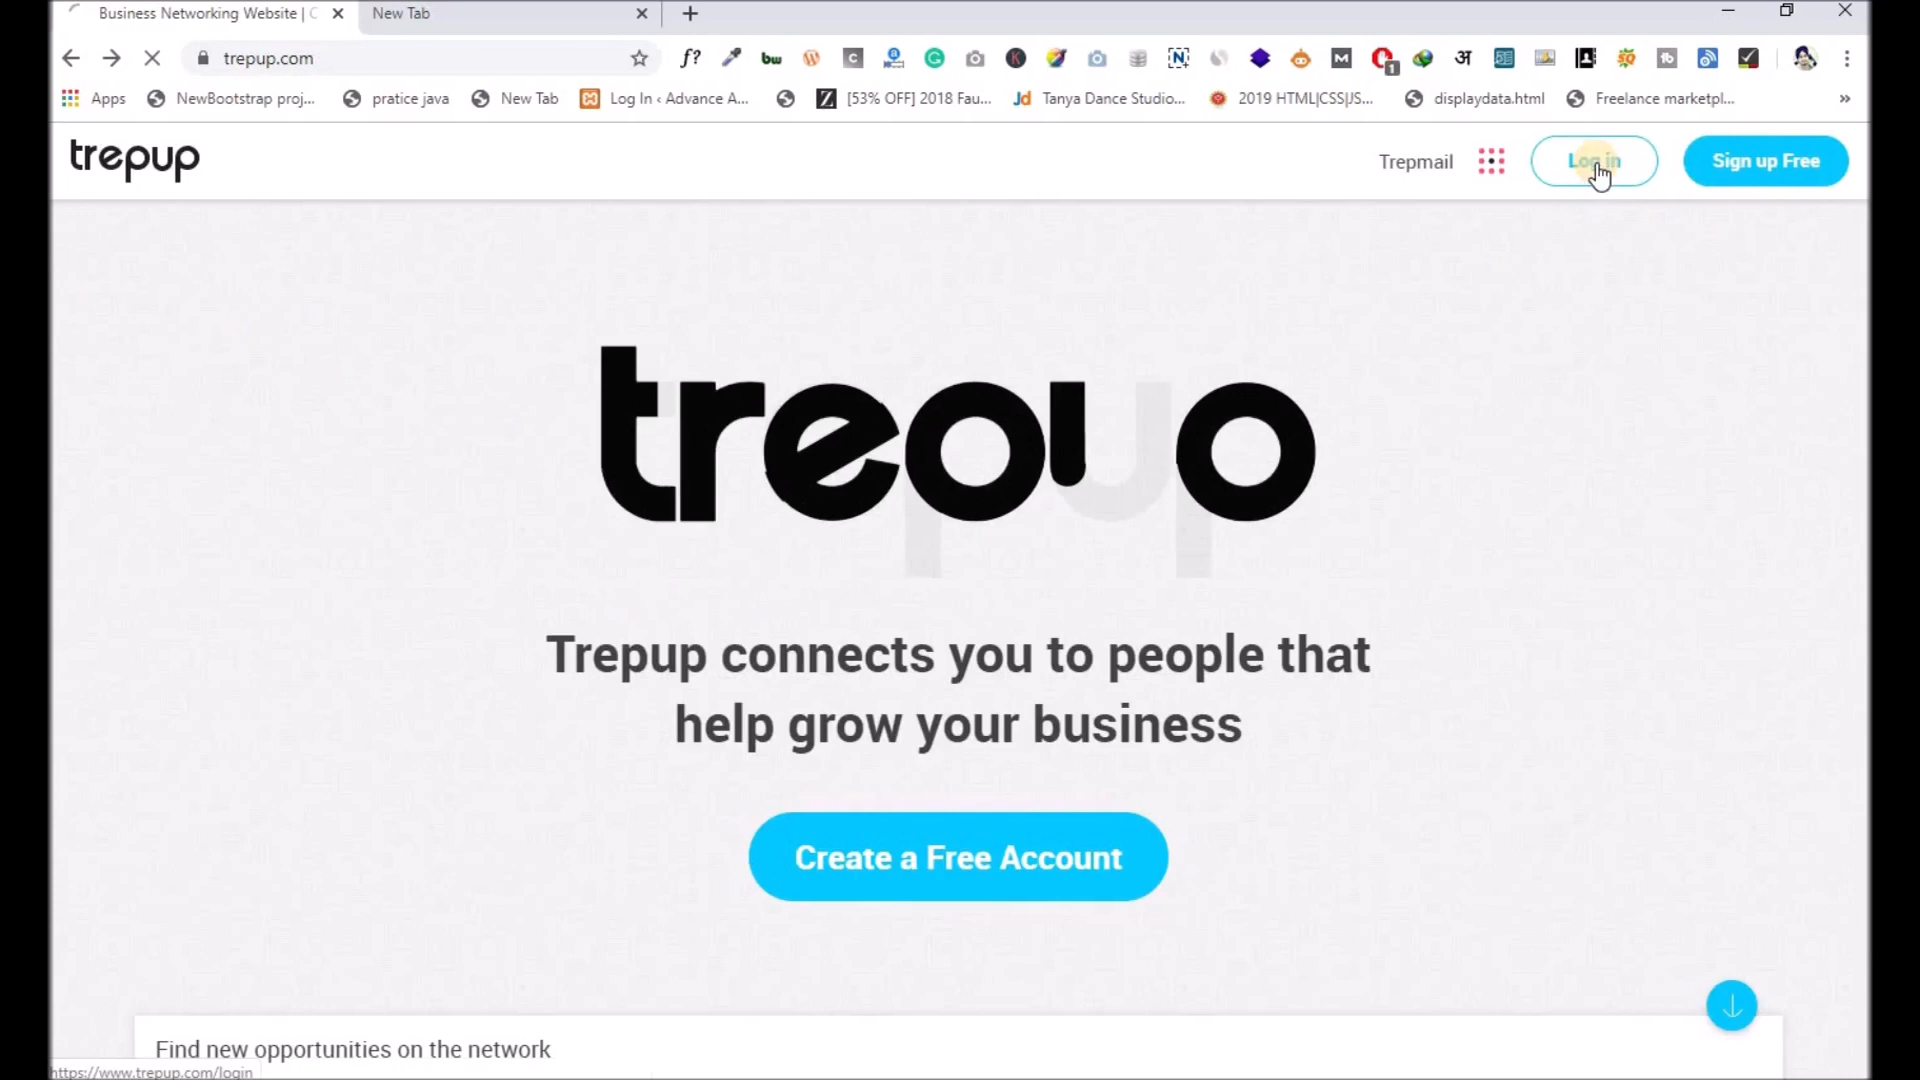 Business Networking Website | C
New Tab
trepup.com
f?
bw
1
अ
Apps
NewBootstrap proj...
pratice java
New Tab
Log In ‹ Advance A...
[53% OFF] 2018 Fau...
Jd
Tanya Dance Studio...
2019 HTML|CSS|JS...
displaydata.html
Freelance marketpl...
»
trepup
Trepmail
Log in
Sign up Free
trepup
Trepup connects you to people that
help grow your business
Create a Free Account
Find new opportunities on the network
https://www.trepup.com/login